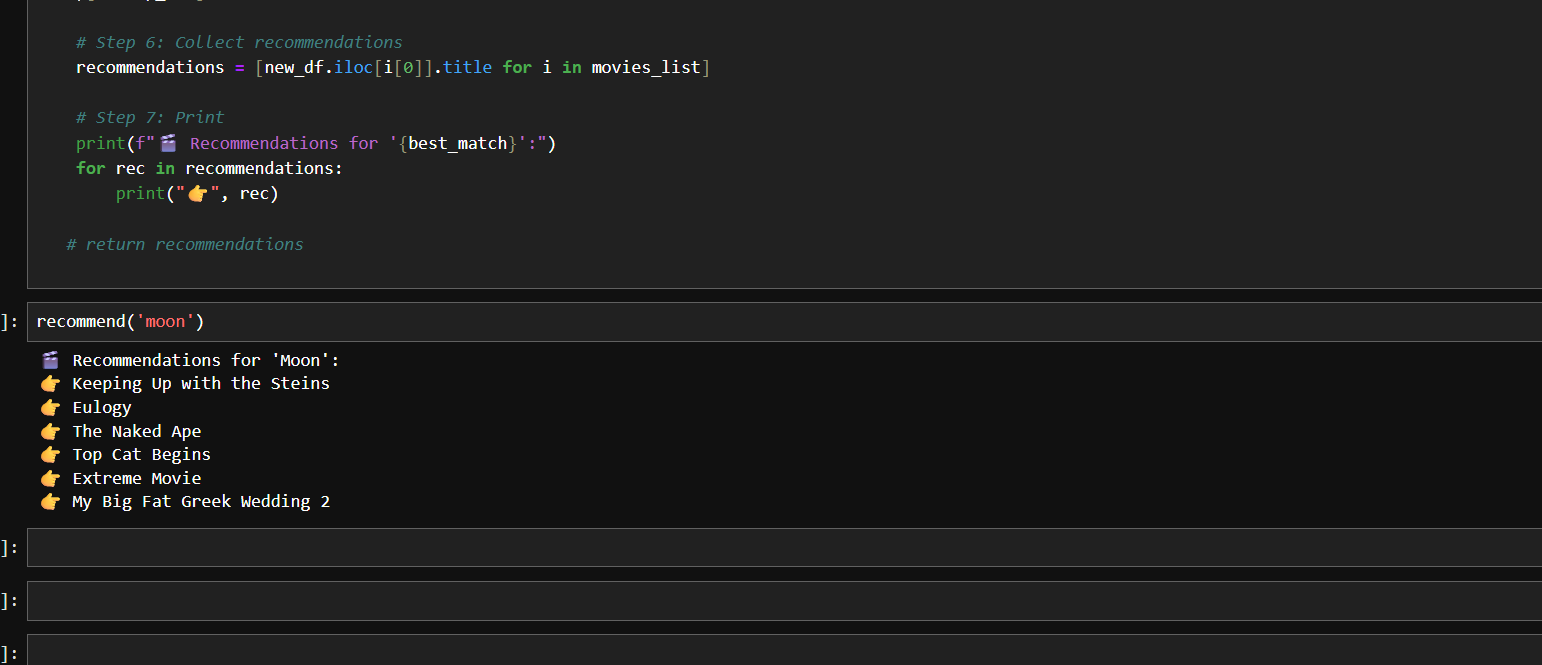 # Step 6: Collect recommendations
recommendations = [new_df.iloc[i[0]].title for i in movies_list]
# Step 7: Print
print(f"🎬 Recommendations for '{best_match}':")
for rec in recommendations:
print("👉", rec)
# return recommendations
]: recommend('moon')
🎬 Recommendations for 'Moon':
👉 Keeping Up with the Steins
👉 Eulogy
👉 The Naked Ape
👉 Top Cat Begins
👉 Extreme Movie
👉 My Big Fat Greek Wedding 2
]:
]:
]: